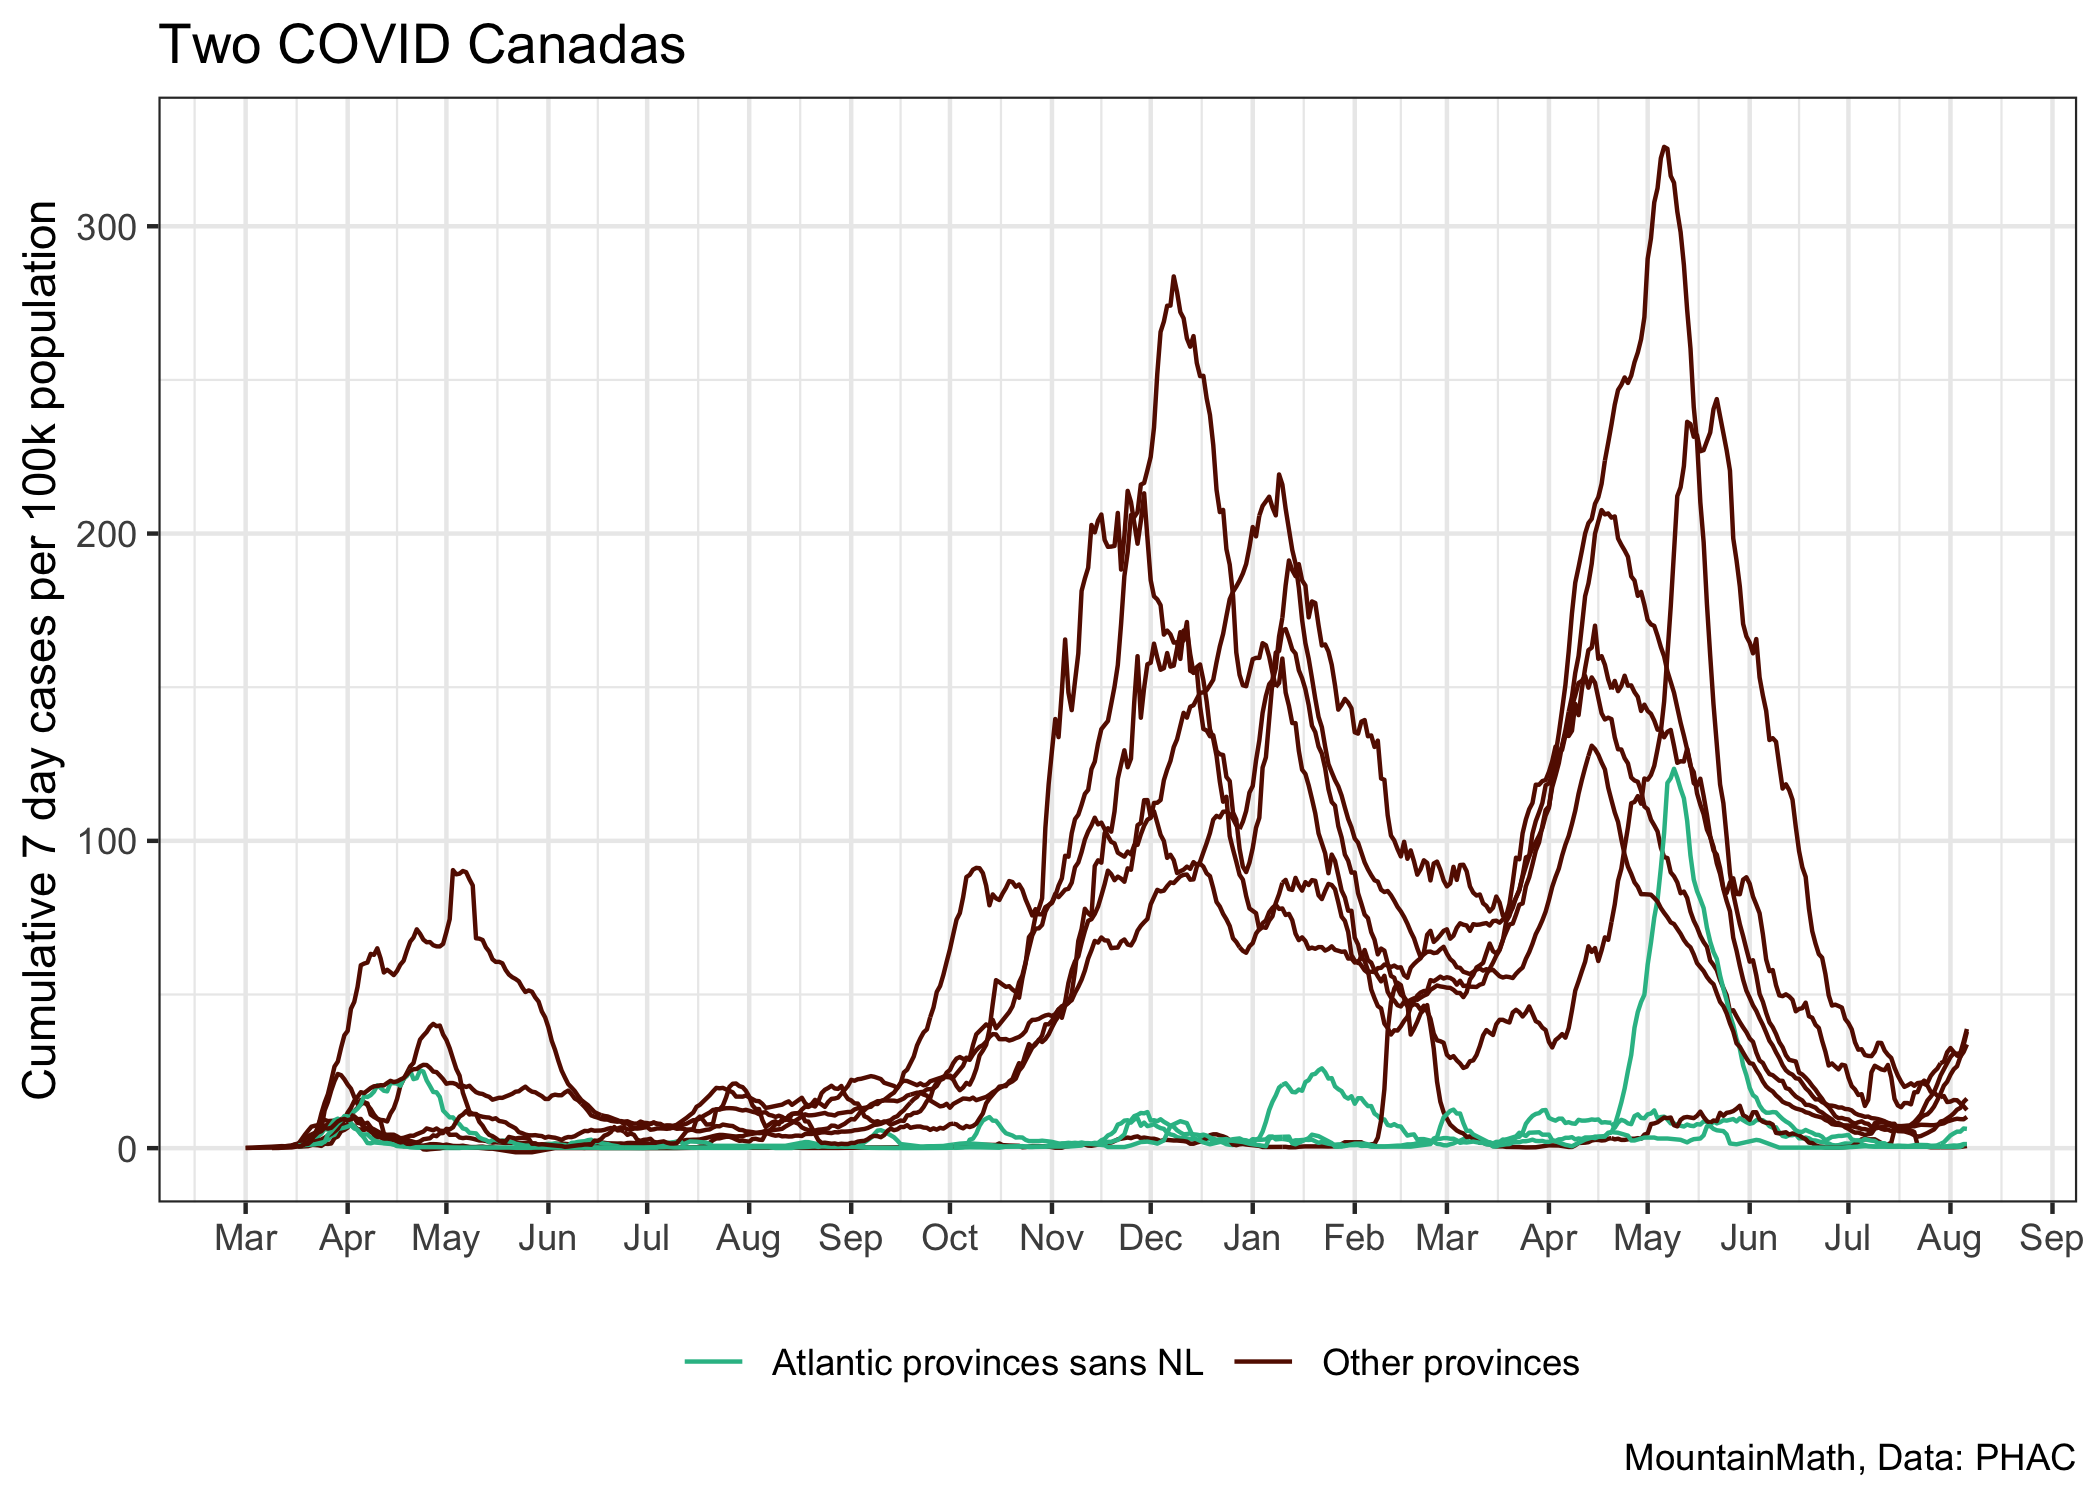 Two COVID Canadas
Cumulative 7 day cases per 100k population
300
200
100
0
Mar Apr May Jun Jul Aug Sep Oct Nov Dec Jan Feb Mar Apr May Jun Jul Aug Sep
Atlantic provinces sans NL Other provinces
MountainMath, Data: PHAC